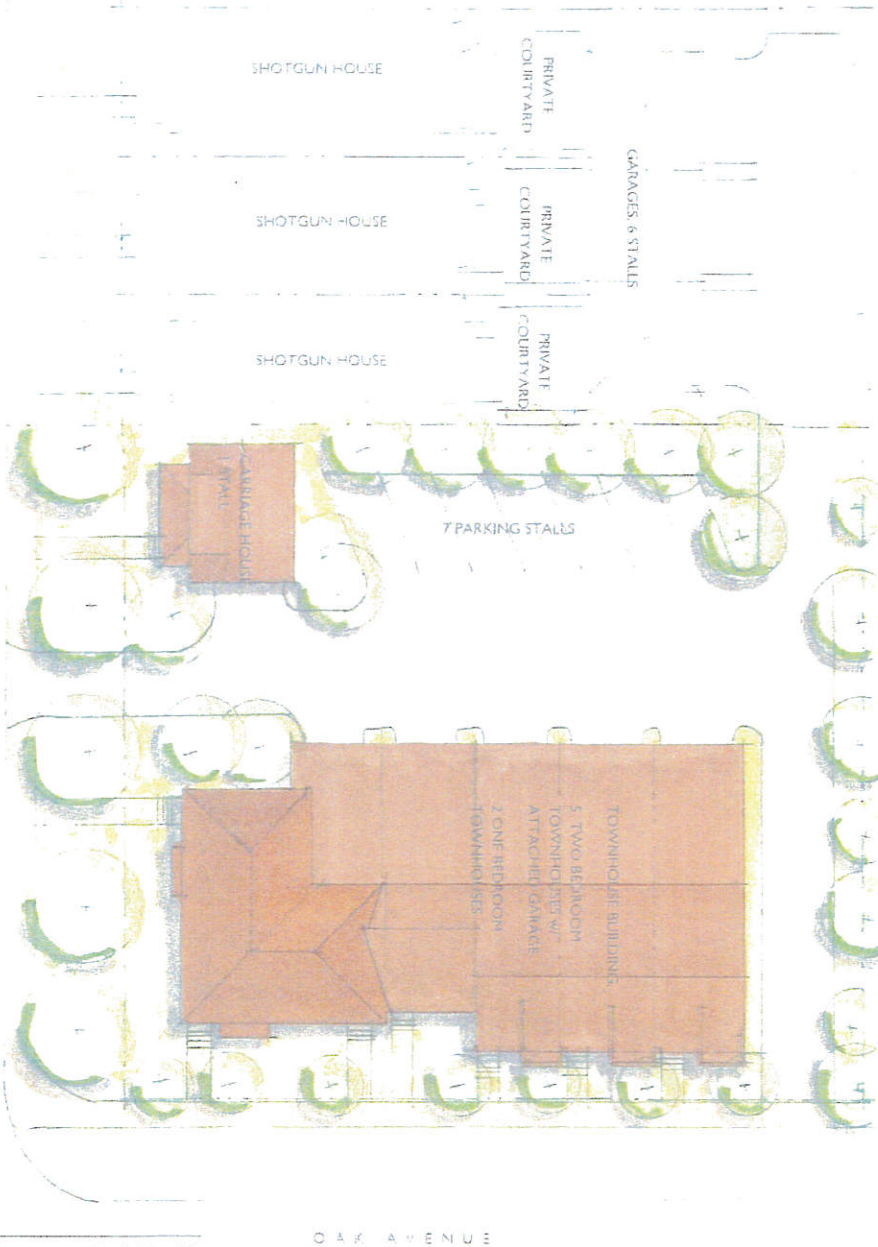 SHOTGUN HOUSE
PRIVATE
COURTYARD
GARAGES, 6 STALLS
SHOTGUN HOUSE
PRIVATE
COURTYARD
SHOTGUN HOUSE
PRIVATE
COURTYARD
CARRIAGE HOUSE
7 PARKING STALLS
TOWNHOUSE BUILDING,
5 TWO BEDROOM
TOWNHOUSES W/
ATTACHED GARAGE
2 ONE BEDROOM
TOWNHOUSES
OAK AVENUE